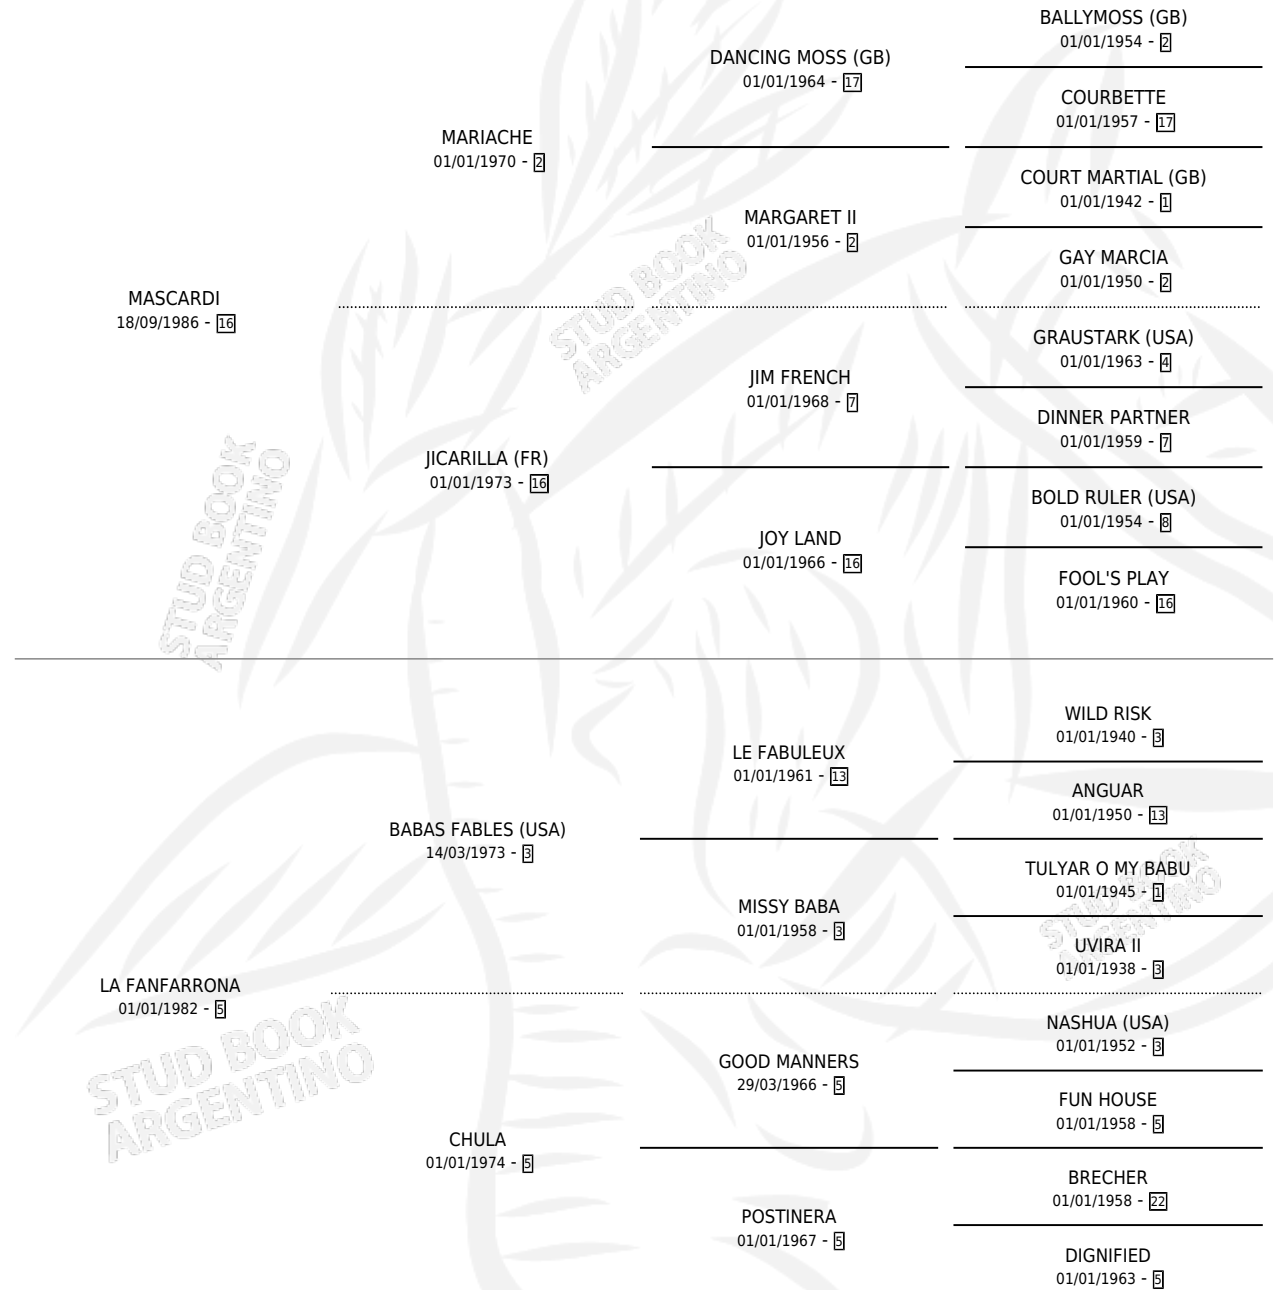 BALLYMOSS (GB)
01/01/1954 - 2
DANCING MOSS (GB)
01/01/1964 - 17
COURBETTE
01/01/1957 - 17
MARIACHE
01/01/1970 - 2
COURT MARTIAL (GB)
01/01/1942 - 1
MARGARET II
01/01/1956 - 2
GAY MARCIA
01/01/1950 - 2
MASCARDI
18/09/1986 - 16
GRAUSTARK (USA)
01/01/1963 - 4
JIM FRENCH
01/01/1968 - 7
DINNER PARTNER
01/01/1959 - 7
JICARILLA (FR)
01/01/1973 - 16
BOLD RULER (USA)
01/01/1954 - 8
JOY LAND
01/01/1966 - 16
FOOL'S PLAY
01/01/1960 - 16
STUD BOOK
ARGENTINO
STUD BOOK
ARGENTINO
WILD RISK
01/01/1940 - 3
LE FABULEUX
01/01/1961 - 13
ANGUAR
01/01/1950 - 13
BABAS FABLES (USA)
14/03/1973 - 3
TULYAR O MY BABU
01/01/1945 - 1
MISSY BABA
01/01/1958 - 3
UVIRA II
01/01/1938 - 3
LA FANFARRONA
01/01/1982 - 5
NASHUA (USA)
01/01/1952 - 3
GOOD MANNERS
29/03/1966 - 5
FUN HOUSE
01/01/1958 - 5
CHULA
01/01/1974 - 5
BRECHER
01/01/1958 - 22
POSTINERA
01/01/1967 - 5
DIGNIFIED
01/01/1963 - 5
STUD BOOK
ARGENTINO
STUD BOOK
ARGENTINO